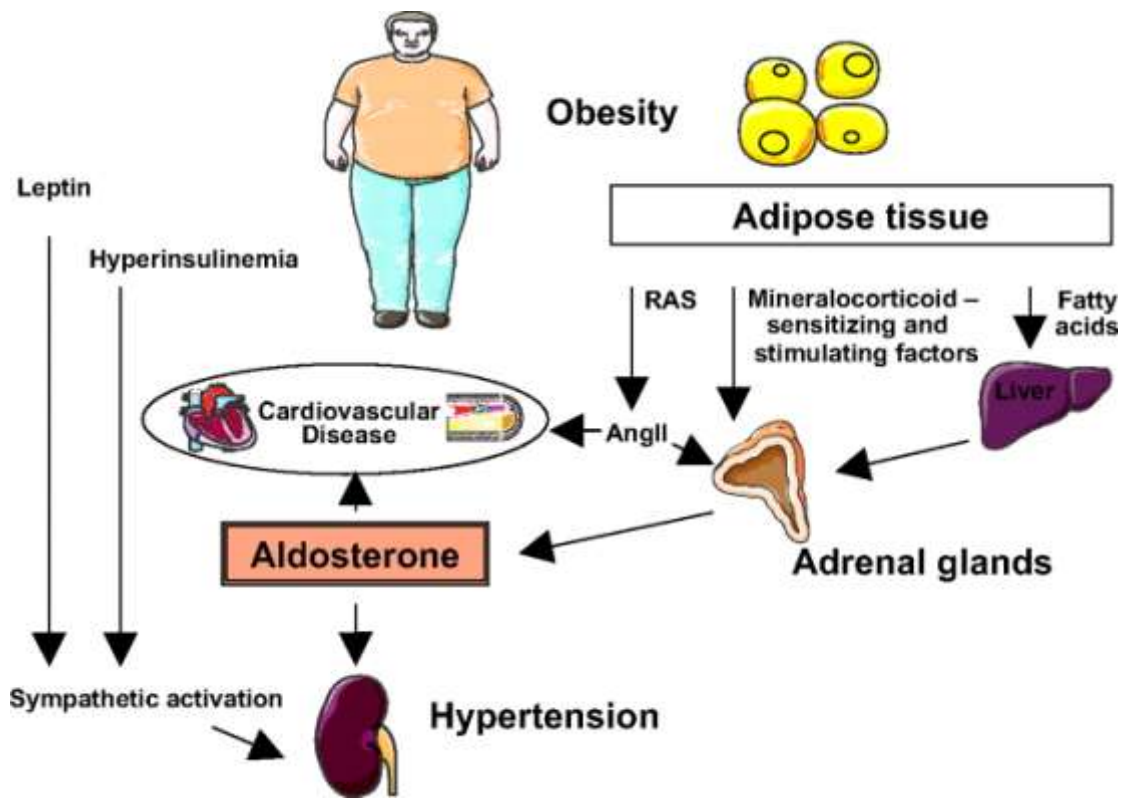 Obesity
Leptin
Adipose tissue
Hyperinsulinemia
RAS
Mineralocorticoid –
sensitizing and
stimulating factors
Fatty
acids
Liver
Cardiovascular
Disease
AngII
Aldosterone
Adrenal glands
Sympathetic activation
Hypertension